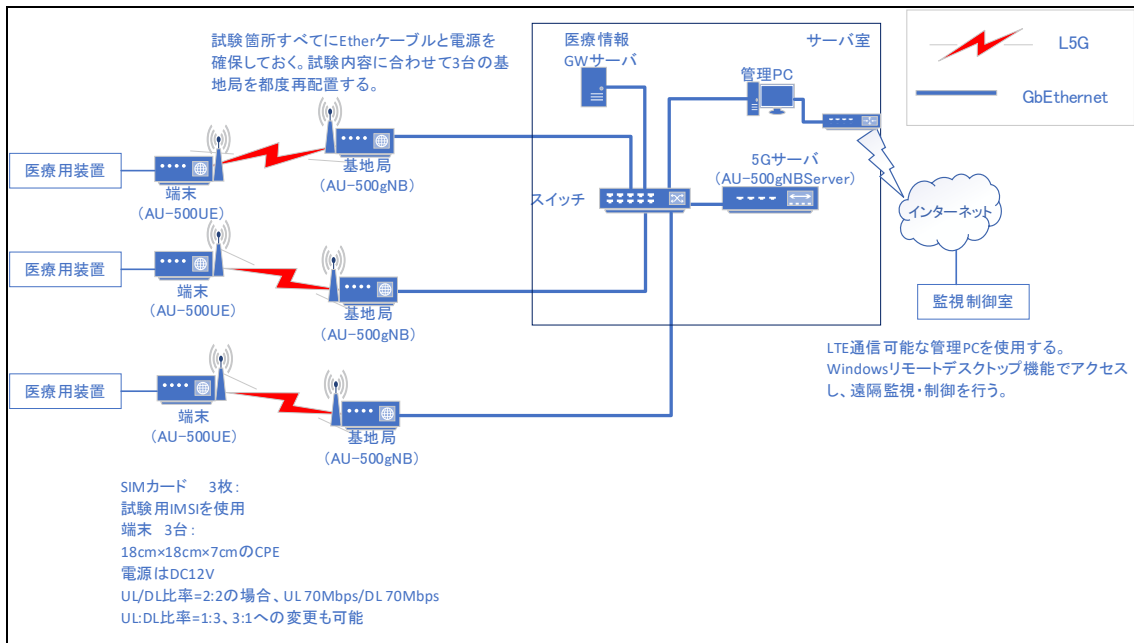 試験箇所すべてにEtherケーブルと電源を
確保しておく。試験内容に合わせて3台の基
地局を都度再配置する。
医療情報
GWサーバ
サーバ室
管理PC
L5G
GbEthernet
医療用装置
端末
(AU-500UE)
基地局
(AU-500gNB)
スイッチ
5Gサーバ
(AU-500gNBServer)
インターネット
医療用装置
端末
(AU-500UE)
基地局
(AU-500gNB)
監視制御室
医療用装置
端末
(AU-500UE)
基地局
(AU-500gNB)
LTE通信可能な管理PCを使用する。
Windowsリモートデスクトップ機能でアクセス
し、遠隔監視・制御を行う。
SIMカード 3枚:
試験用IMSIを使用
端末 3台:
18cm×18cm×7cmのCPE
電源はDC12V
UL/DL比率=2:2の場合、UL 70Mbps/DL 70Mbps
UL:DL比率=1:3、3:1への変更も可能